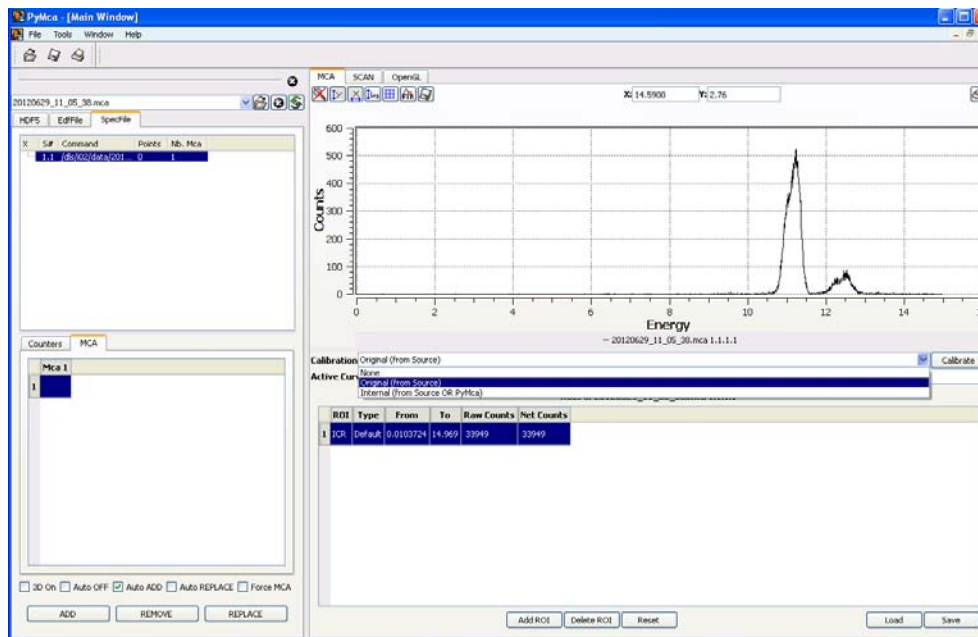 PyMca - [Main Window]
File Tools Window Help
20120629_11_05_38.mca
HDF5 EdfFile SpecFile
X S# Command Points Nb. Mca
1.1 /dls/i02/data/201... 0 1
Counters MCA
Mca 1
1
3D On Auto OFF Auto ADD Auto REPLACE Force MCA
ADD REMOVE REPLACE
MCA SCAN OpenGL
X: 14.5900 Y: 2.76
600
500
400
300
200
100
0
Counts
0 2 4 6 8 10 12 14
Energy
— 20120629_11_05_38.mca 1.1.1.1
Calibration Original (from Source) Calibrate
Active Cur
None
Original (from Source)
Internal (from Source OR PyMca)
ROI Type From To Raw Counts Net Counts
1 ICR Default 0.0103724 14.969 33949 33949
Add ROI Delete ROI Reset Load Save